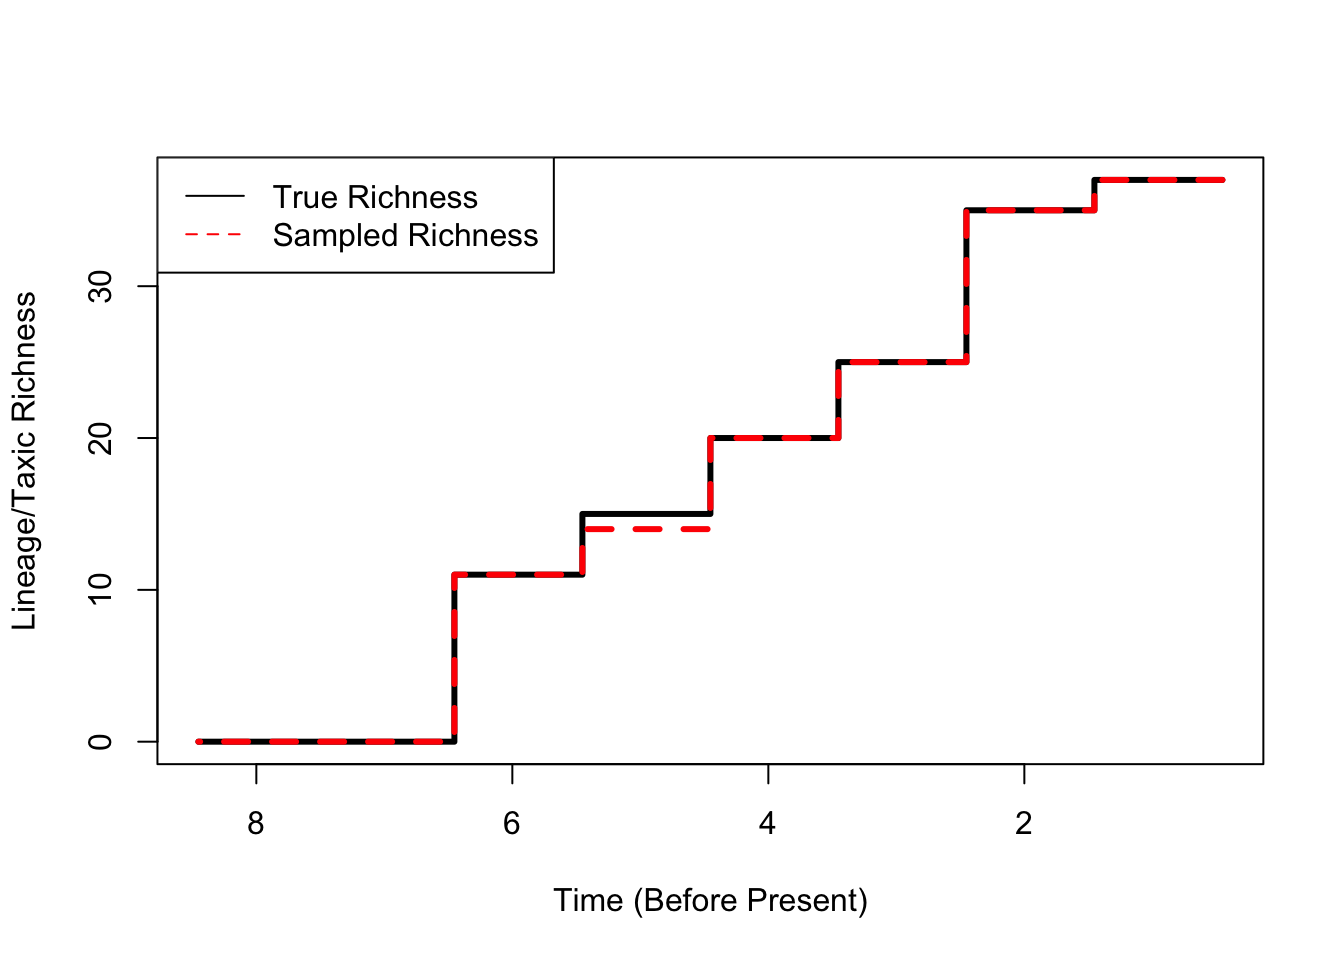 True Richness
Sampled Richness
Lineage/Taxic Richness
30
20
10
0
8 6 4 2
Time (Before Present)